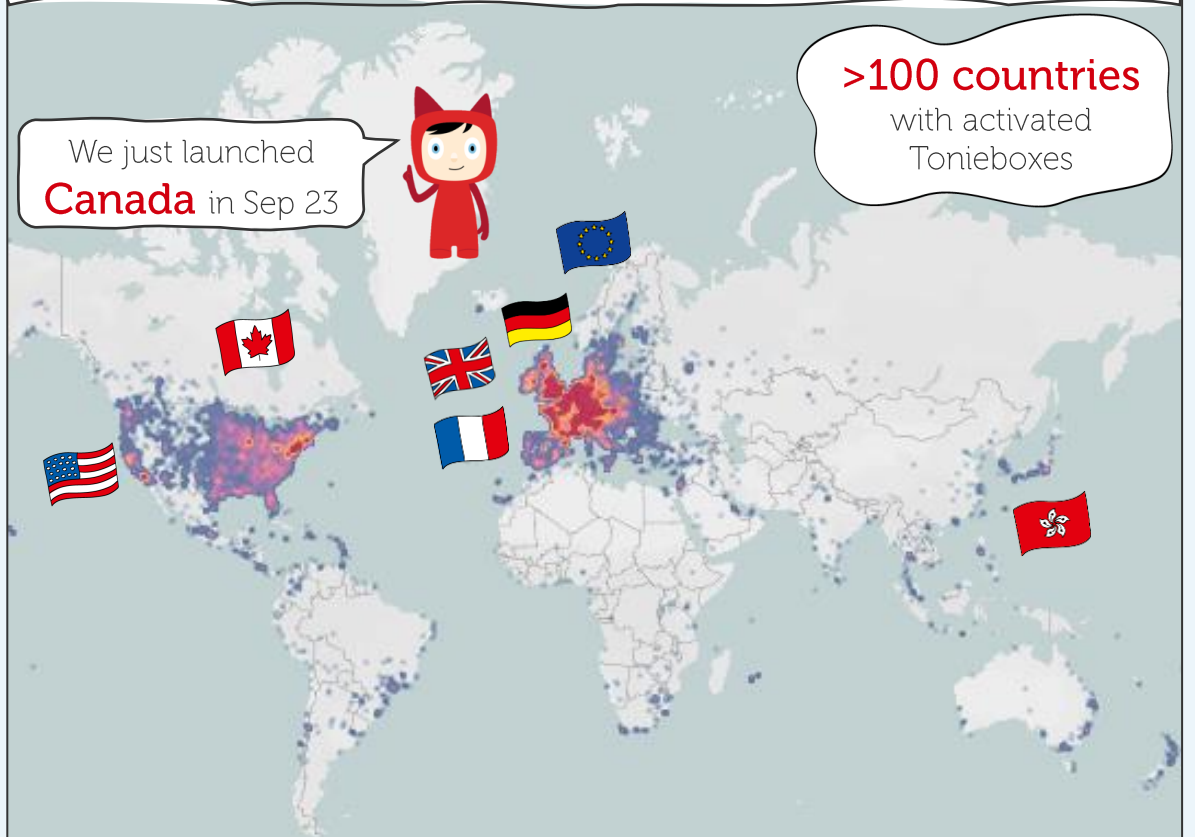 We just launched
Canada in Sep 23
>100 countries
with activated
Tonieboxes